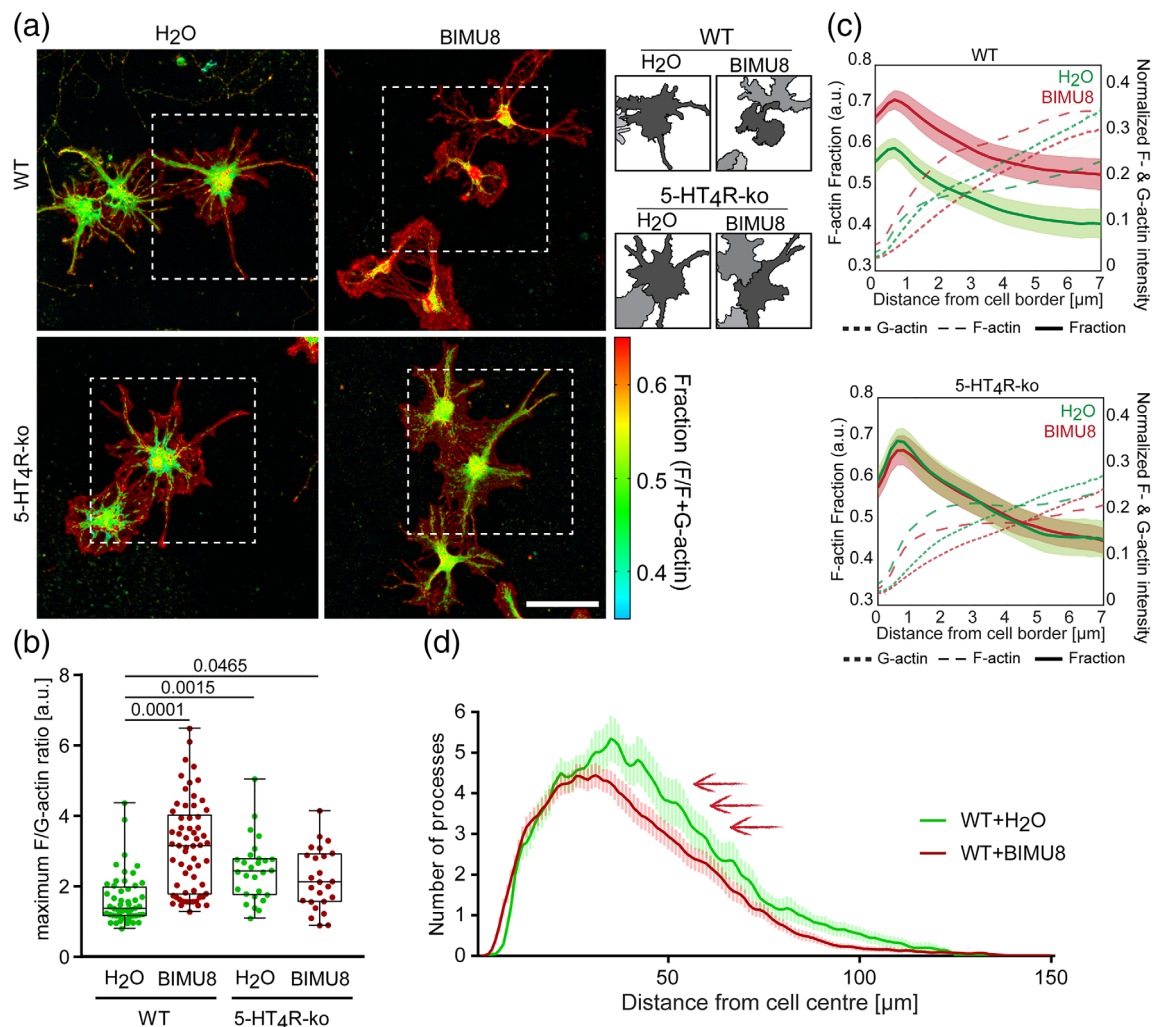 (a)
H2O
BIMU8
WT
5-HT4R-ko
WT
H2O
BIMU8
5-HT4R-ko
H2O
BIMU8
0.6
0.5
0.4
Fraction (F/F+G-actin)
(c)
WT
H2O
BIMU8
F-actin Fraction (a.u.)
0.8
0.7
0.6
0.5
0.4
0.3
Normalized F- & G-actin intensity
0.4
0.3
0.2
0.1
0
0 1 2 3 4 5 6 7
Distance from cell border [µm]
G-actin F-actin Fraction
5-HT4R-ko
H2O
BIMU8
F-actin Fraction (a.u.)
0.8
0.7
0.6
0.5
0.4
0.3
Normalized F- & G-actin intensity
0.4
0.3
0.2
0.1
0
0 1 2 3 4 5 6 7
Distance from cell border [µm]
G-actin F-actin Fraction
(b)
maximum F/G-actin ratio [a.u.]
8
6
4
2
0
0.0465
0.0015
0.0001
H2O BIMU8 H2O BIMU8
WT 5-HT4R-ko
(d)
Number of processes
6
5
4
3
2
1
0
50 100 150
Distance from cell centre [µm]
WT+H2O
WT+BIMU8